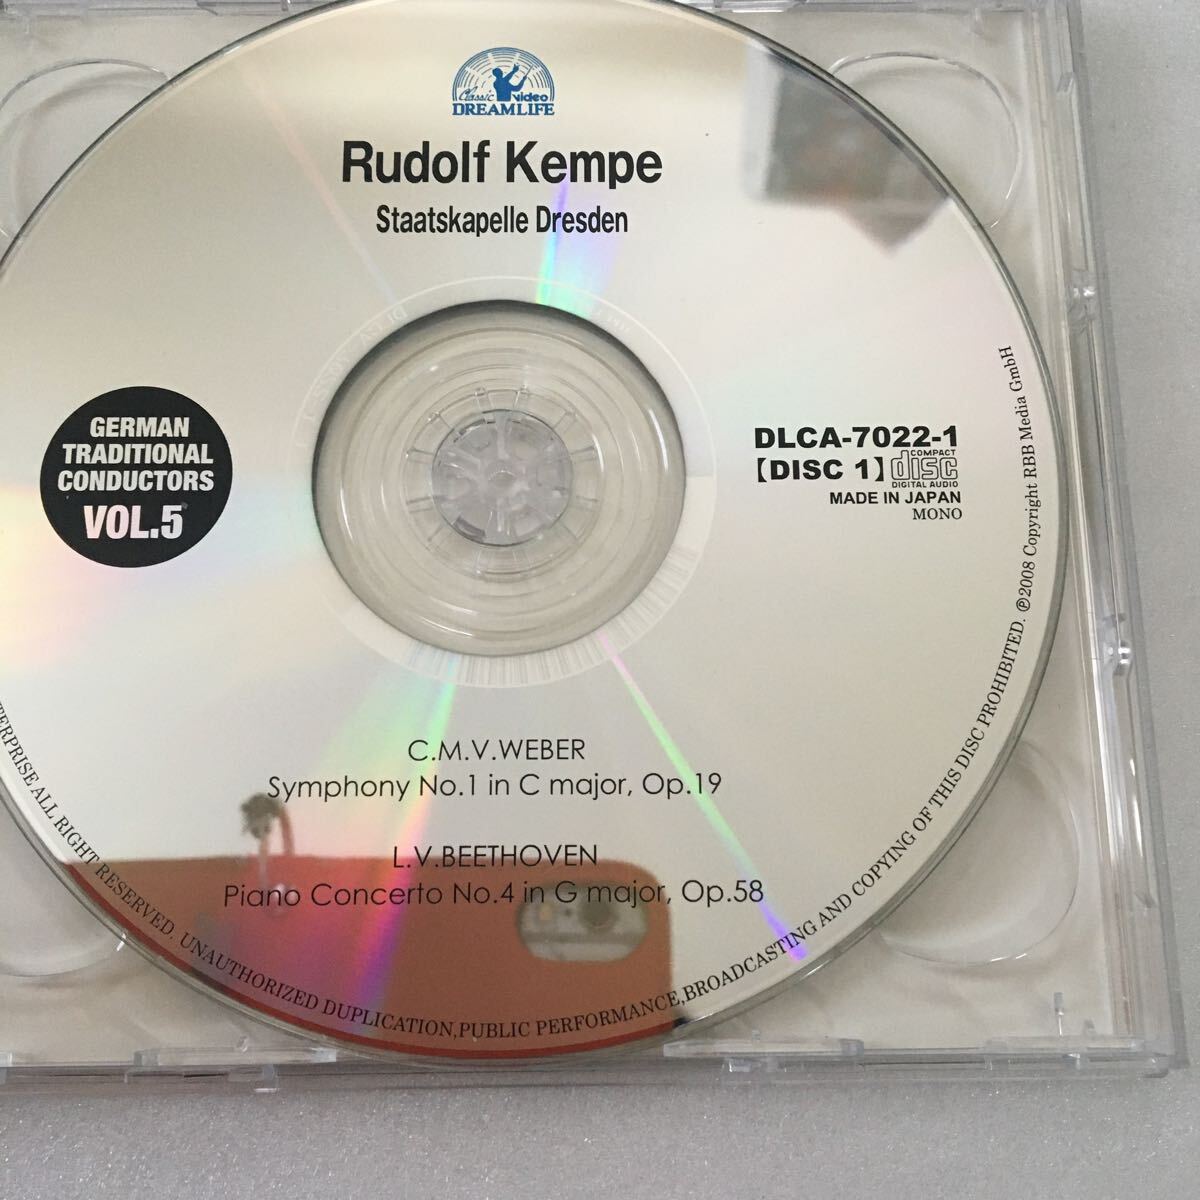 Classic Video
DREAMLIFE
Rudolf Kempe
Staatskapelle Dresden
GERMAN
TRADITIONAL
CONDUCTORS
VOL.5
DLCA-7022-1
【DISC 1】
COMPACT
disc
DIGITAL AUDIO
MADE IN JAPAN
MONO
C.M.V.WEBER
Symphony No.1 in C major, Op.19
L.V.BEETHOVEN
Piano Concerto No.4 in G major, Op.58
ALL RIGHT RESERVED. UNAUTHORIZED DUPLICATION,PUBLIC PERFORMANCE,BROADCASTING AND COPYING OF THIS DISC PROHIBITED. ℗2008 Copyright RBB Media GmbH